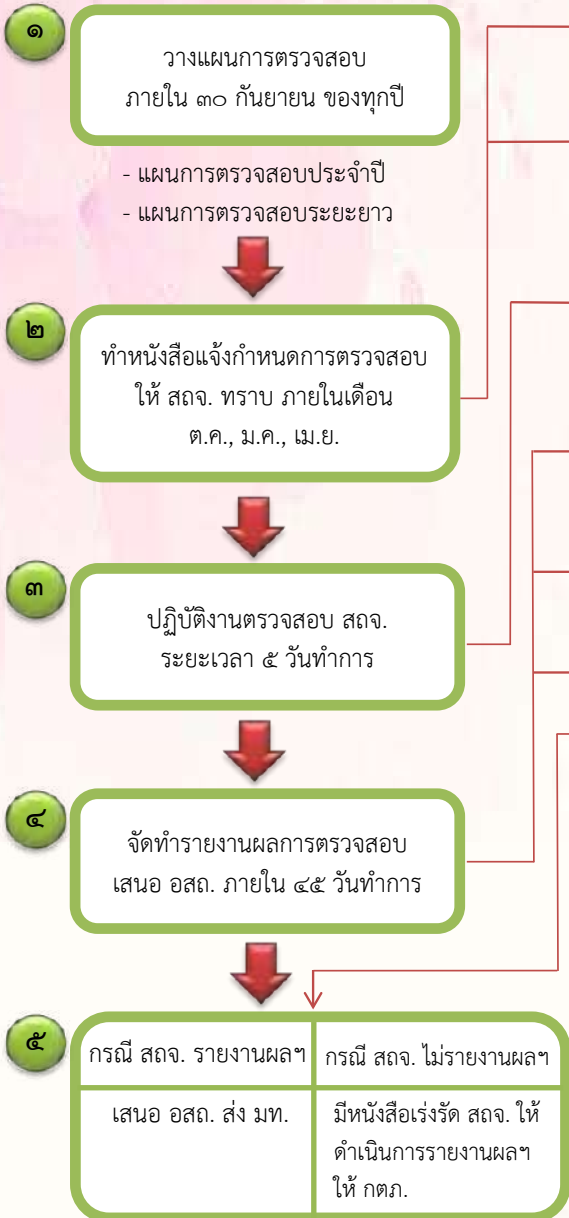 ๑
วางแผนการตรวจสอบ
ภายใน ๓๐ กันยายน ของทุกปี
- แผนการตรวจสอบประจำปี
- แผนการตรวจสอบระยะยาว
๒
ทำหนังสือแจ้งกำหนดการตรวจสอบ
ให้ สถจ. ทราบ ภายในเดือน
ต.ค., ม.ค., เม.ย.
๓
ปฏิบัติงานตรวจสอบ สถจ.
ระยะเวลา ๕ วันทำการ
๔
จัดทำรายงานผลการตรวจสอบ
เสนอ อสถ. ภายใน ๔๕ วันทำการ
๕
กรณี สถจ. รายงานผลฯ
เสนอ อสถ. ส่ง มท.
กรณี สถจ. ไม่รายงานผลฯ
มีหนังสือเร่งรัด สถจ. ให้
ดำเนินการรายงานผลฯ
ให้ กตภ.